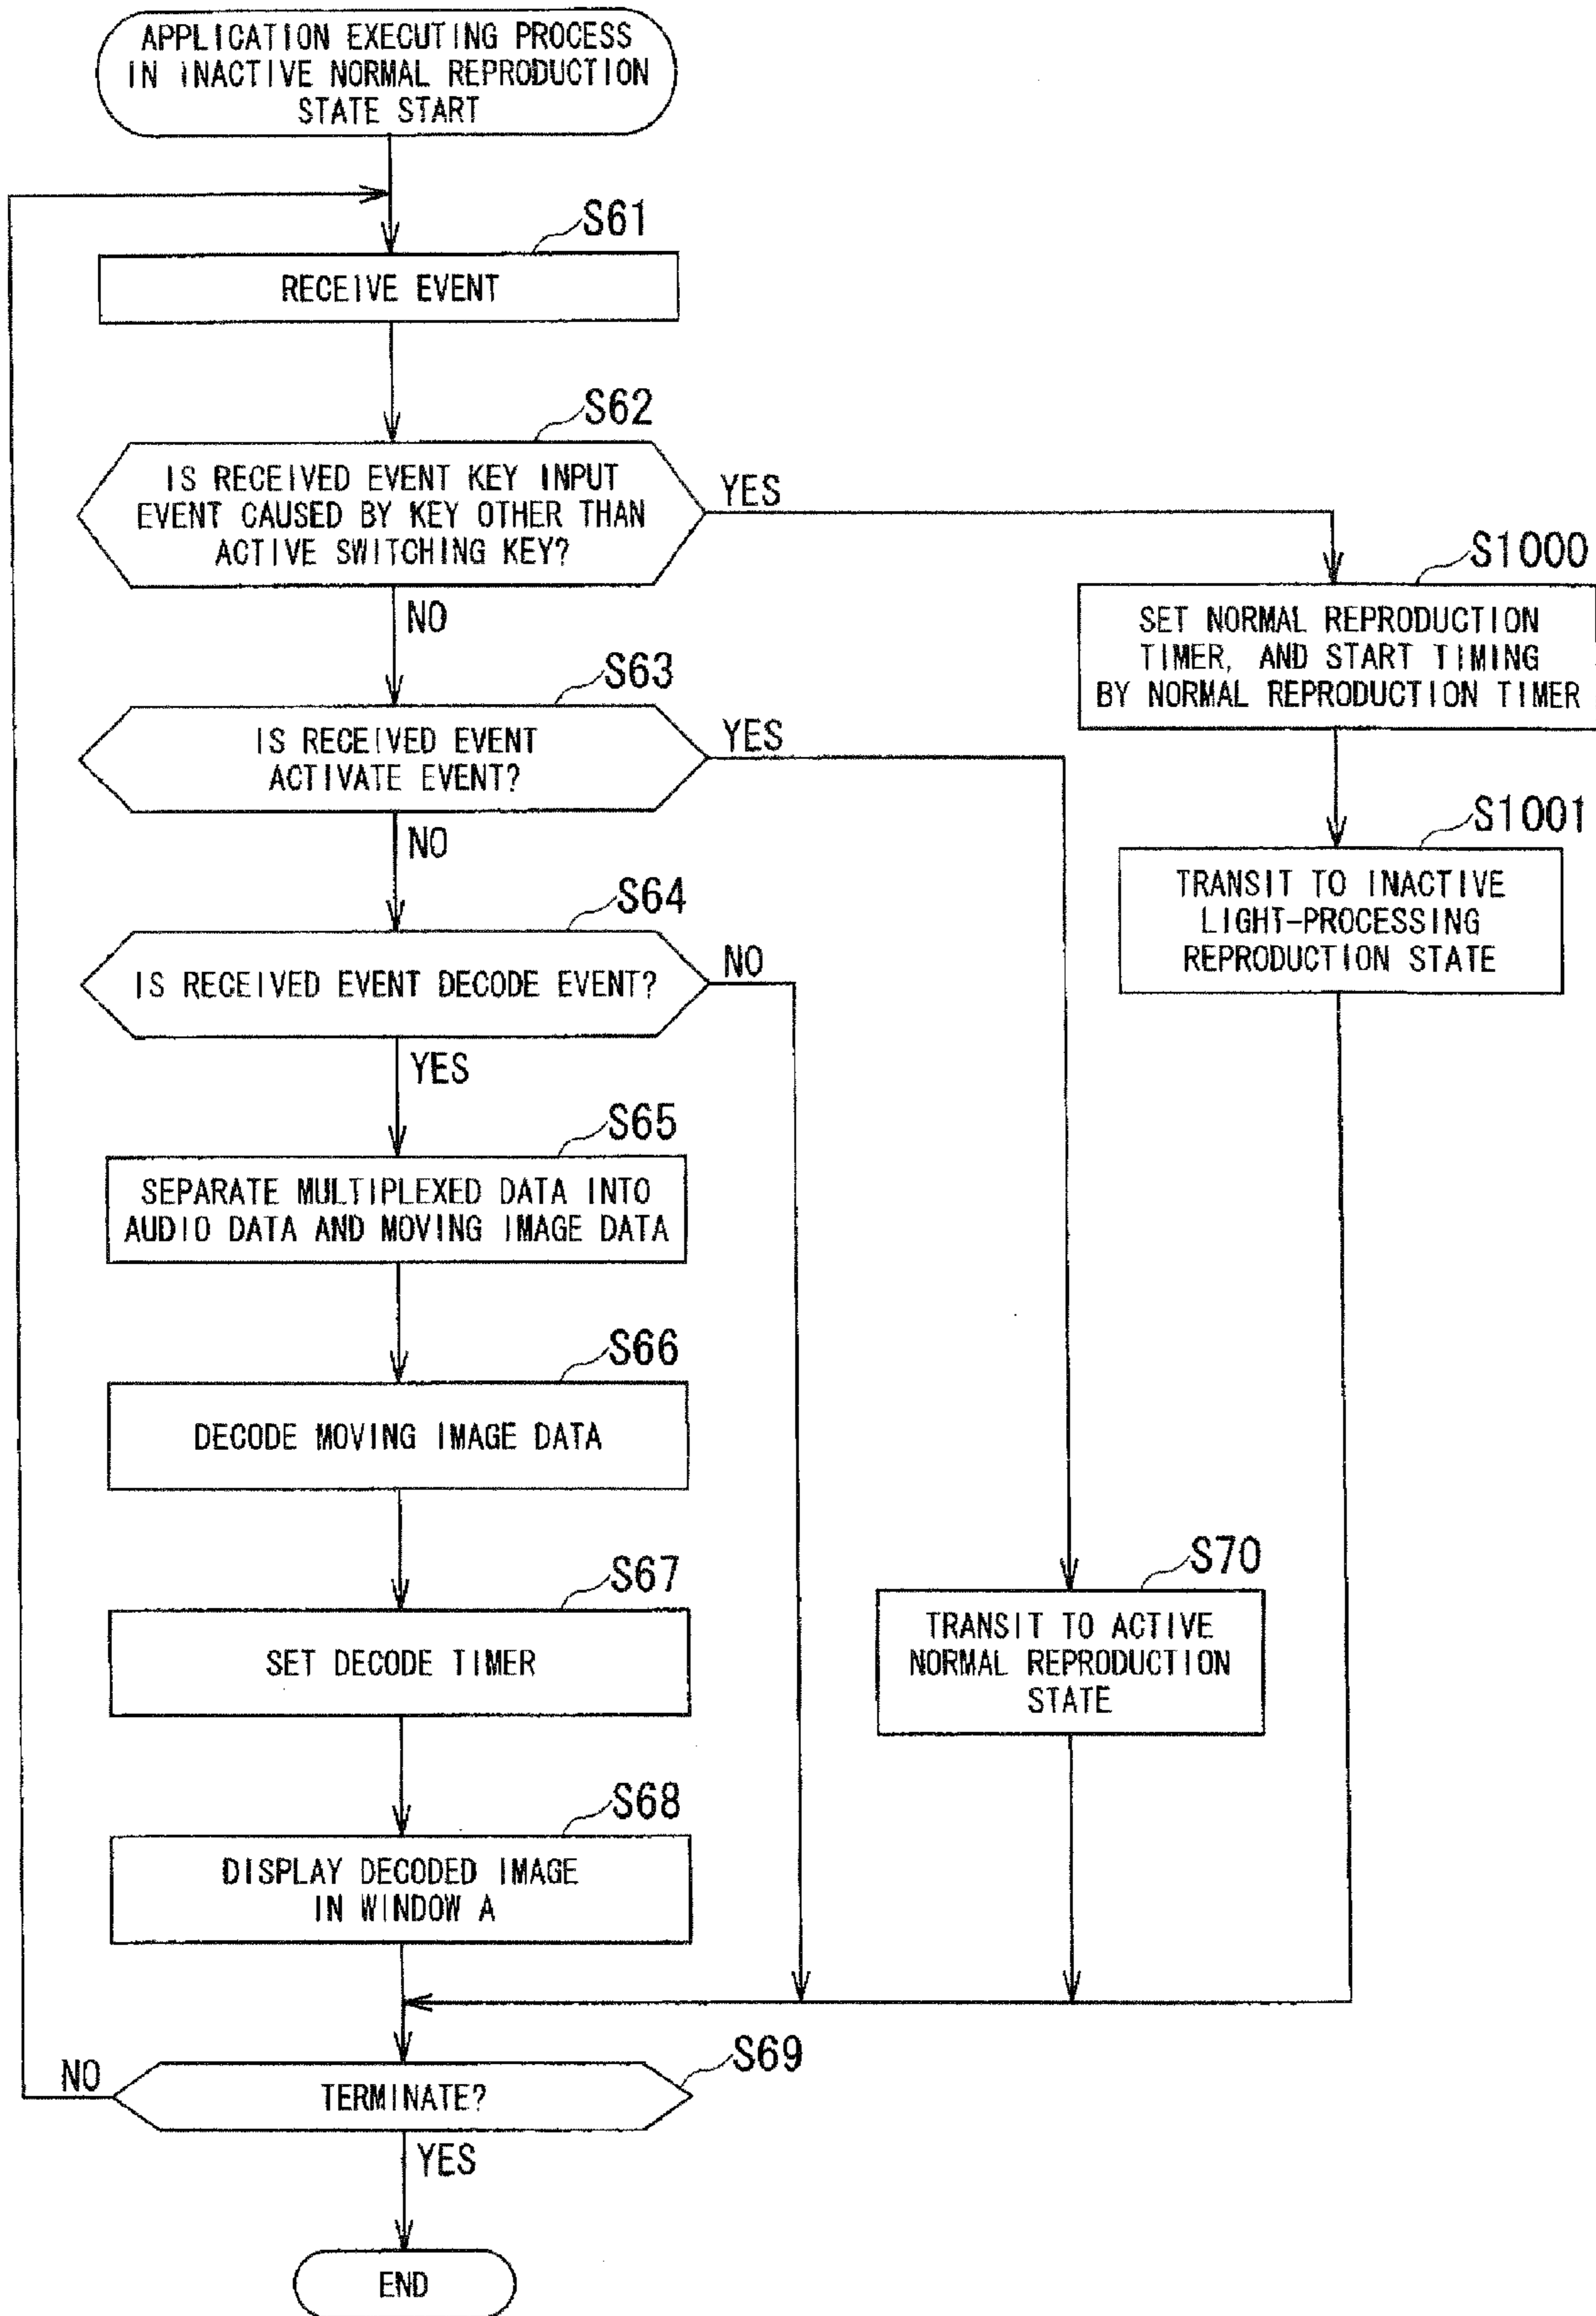 APPLICATION EXECUTING PROCESS
IN INACTIVE NORMAL REPRODUCTION
STATE START
S61
RECEIVE EVENT
S62
IS RECEIVED EVENT KEY INPUT
EVENT CAUSED BY KEY OTHER THAN
ACTIVE SWITCHING KEY?
YES
NO
S1000
SET NORMAL REPRODUCTION
TIMER, AND START TIMING
BY NORMAL REPRODUCTION TIMER
S63
IS RECEIVED EVENT
ACTIVATE EVENT?
YES
NO
S1001
TRANSIT TO INACTIVE
LIGHT-PROCESSING
REPRODUCTION STATE
S64
IS RECEIVED EVENT DECODE EVENT?
NO
YES
S65
SEPARATE MULTIPLEXED DATA INTO
AUDIO DATA AND MOVING IMAGE DATA
S66
DECODE MOVING IMAGE DATA
S67
SET DECODE TIMER
S70
TRANSIT TO ACTIVE
NORMAL REPRODUCTION
STATE
S68
DISPLAY DECODED IMAGE
IN WINDOW A
S69
TERMINATE?
NO
YES
END